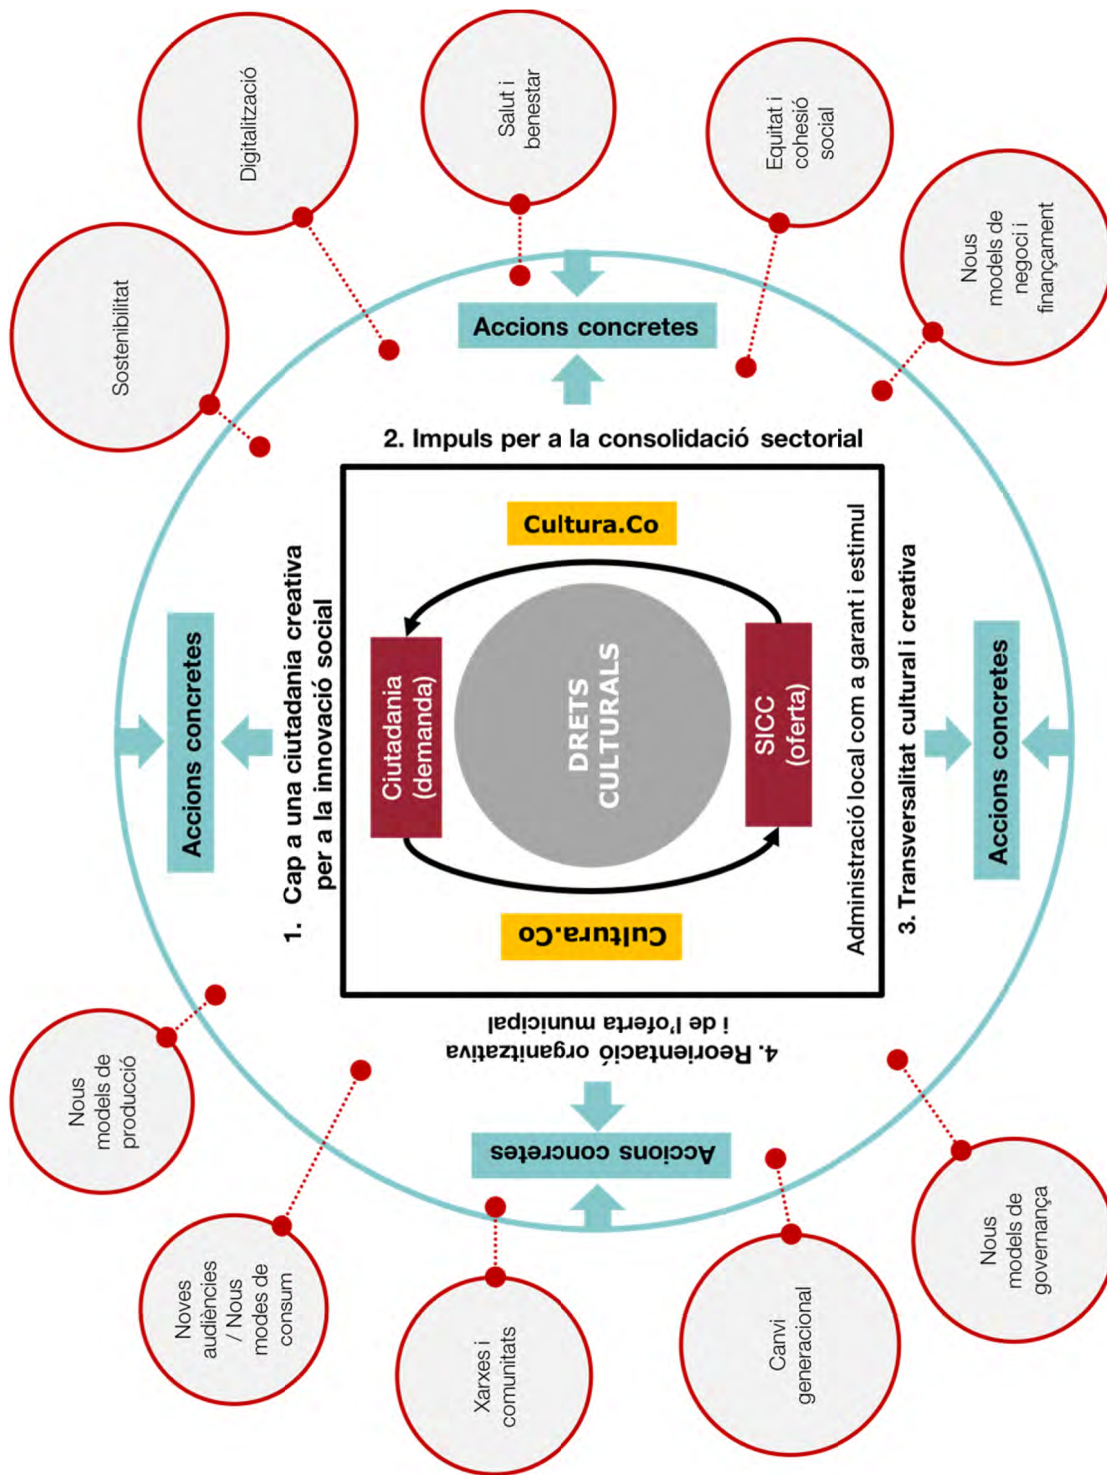 Nous
models de
producció
Sostenibilitat
Noves
audiències
/ Nous
modes de
consum
Digitalització
Accions concretes
1. Cap a una ciutadania creativa
per a la innovació social
Xarxes i
comunitats
Accions concretes
4. Reorientació organitzativa
i de l'oferta municipal
Cultura.Co
Ciutadania
(demanda)
DRETS
CULTURALS
SICC
(oferta)
Cultura.Co
Administració local com a garant i estímul
2. Impuls per a la consolidació sectorial
Accions concretes
Salut i
benestar
Canvi
generacional
Equitat i
cohesió
social
3. Transversalitat cultural i creativa
Accions concretes
Nous
models de
governança
Nous
models de
negoci i
finançament